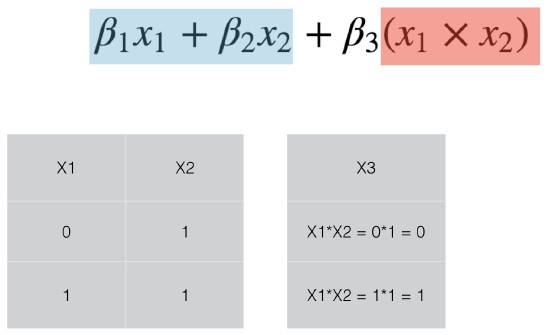 β₁x₁ + β₂x₂ + β₃(x₁ × x₂)
X1 X2 X3
0 1 X1*X2 = 0*1 = 0
1 1 X1*X2 = 1*1 = 1